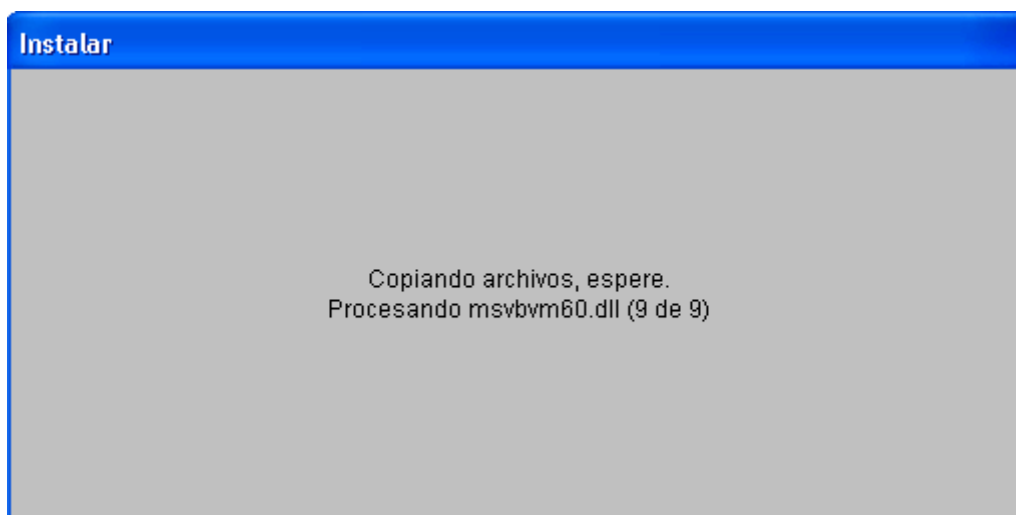 Instalar
Copiando archivos, espere.
Procesando msvbvm60.dll (9 de 9)